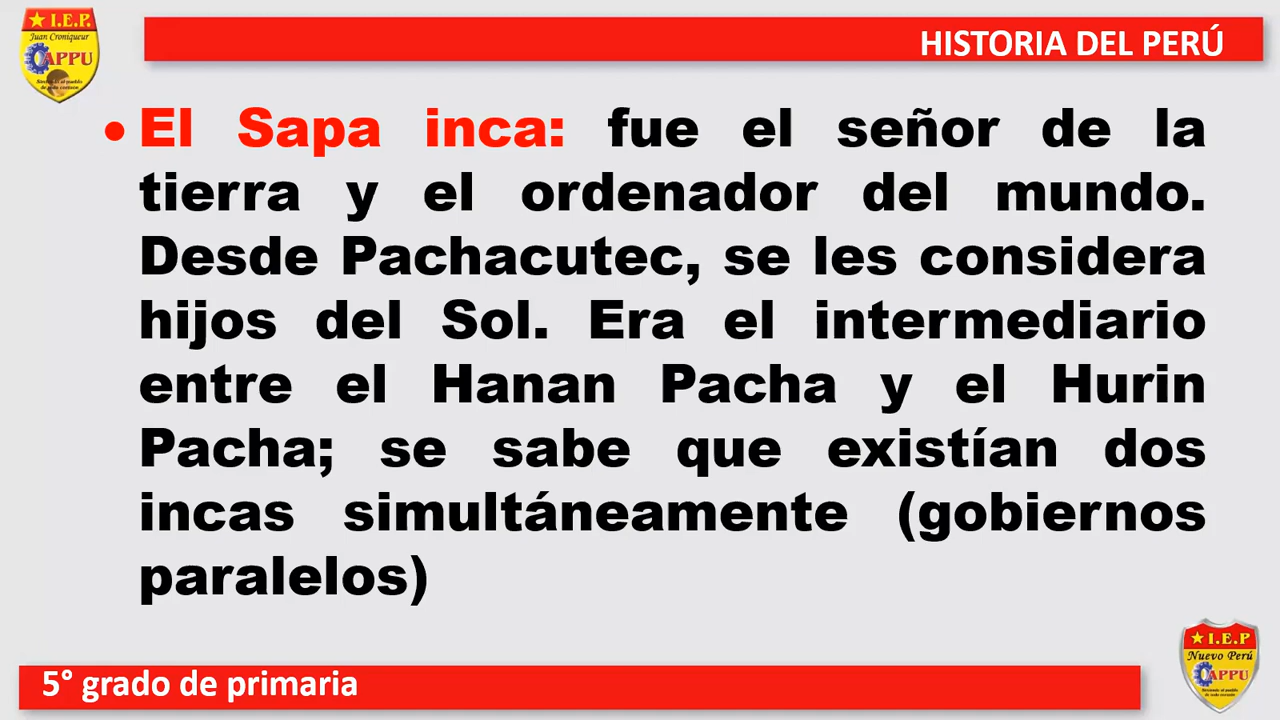 I.E.P.
Juan Croniqueur
CAPPU
HISTORIA DEL PERÚ
• El Sapa inca: fue el señor de la
tierra y el ordenador del mundo.
Desde Pachacutec, se les considera
hijos del Sol. Era el intermediario
entre el Hanan Pacha y el Hurin
Pacha; se sabe que existían dos
incas simultáneamente (gobiernos
paralelos)
5° grado de primaria
I.E.P
Nuevo Perú
CAPPU